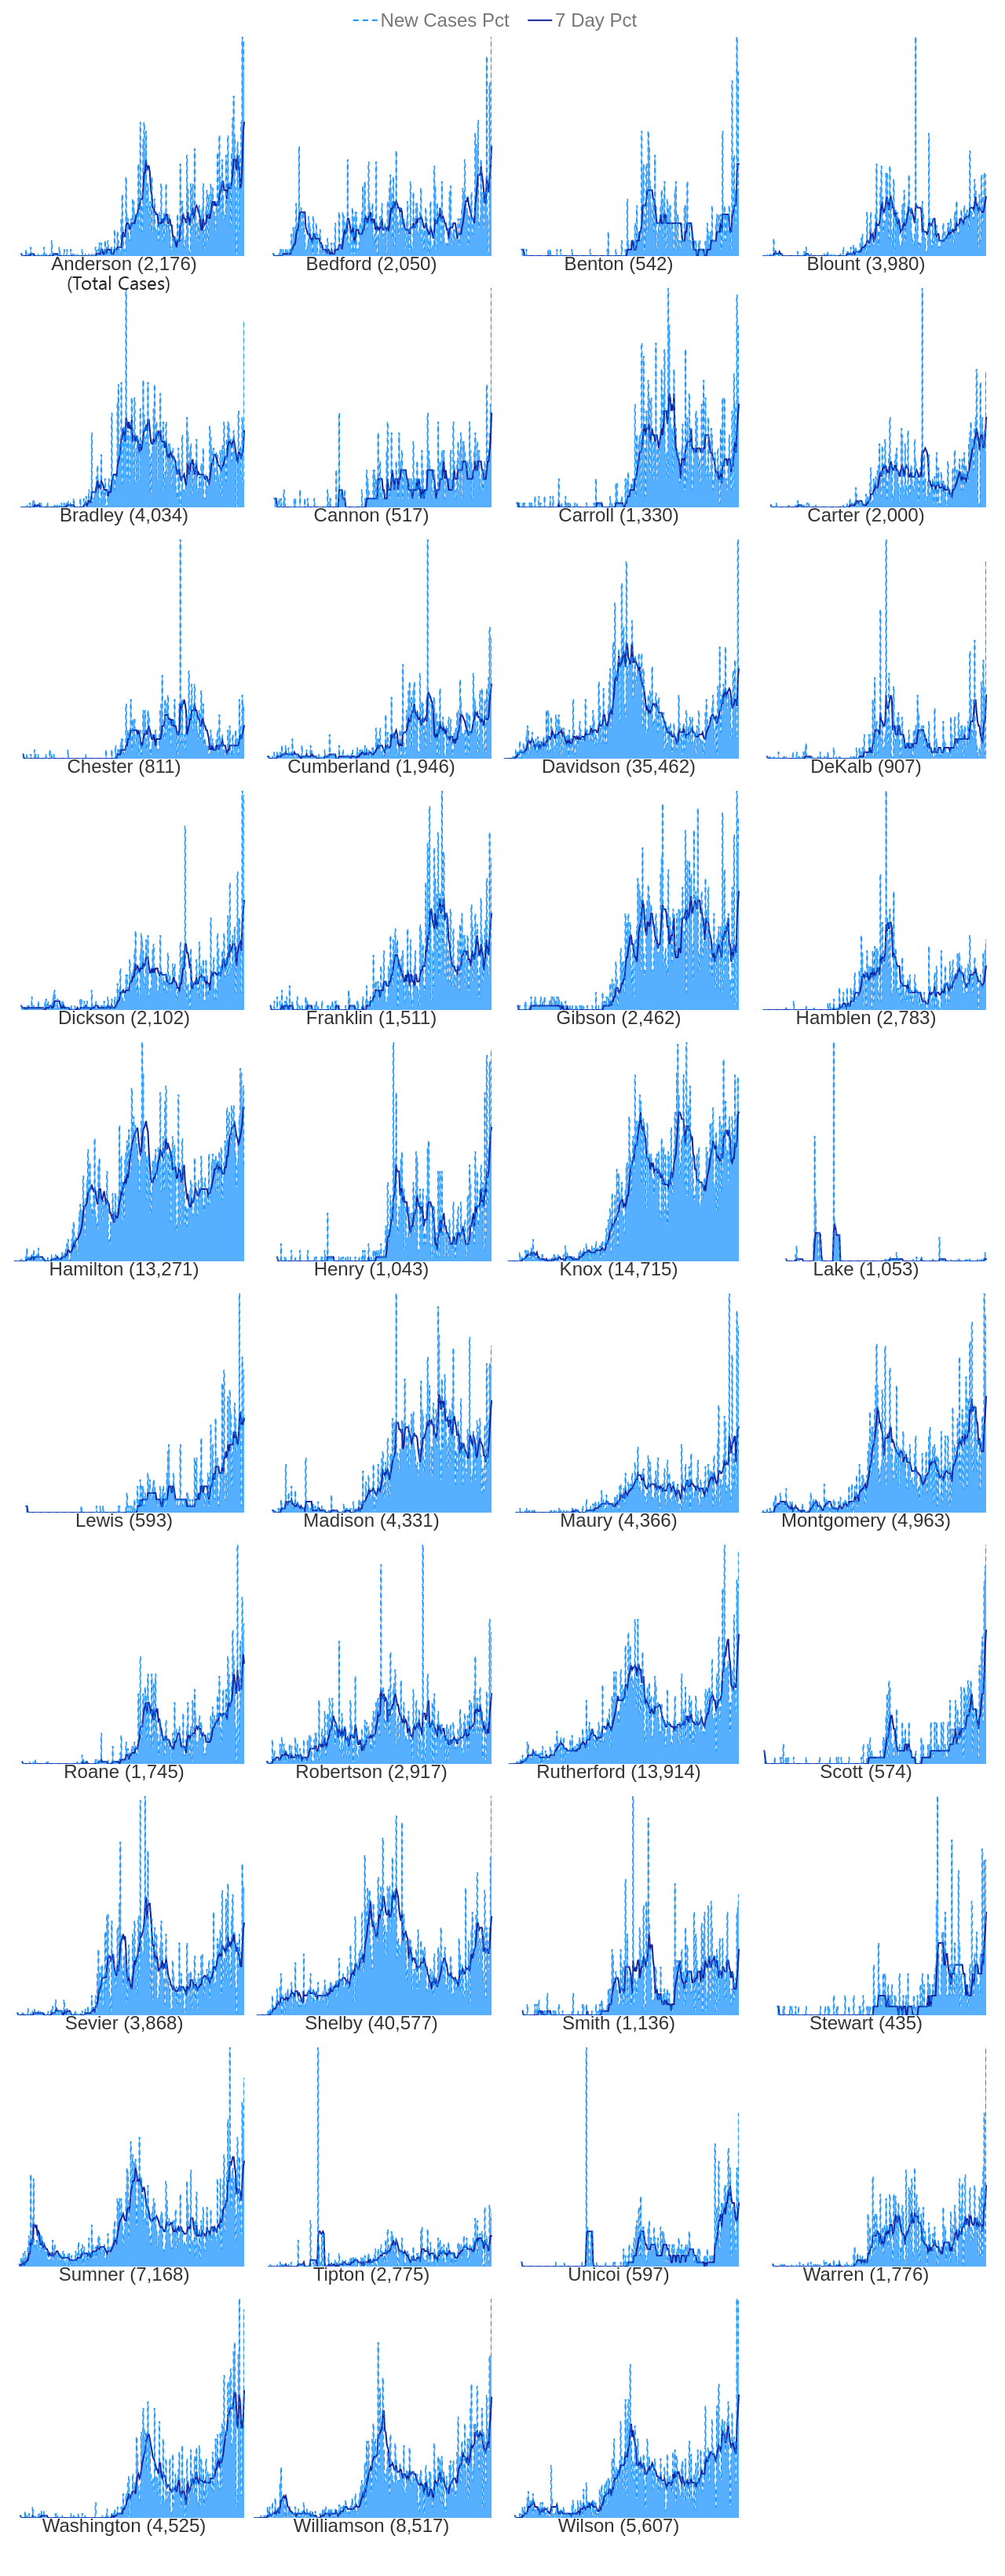 New Cases Pct 7 Day Pct
Anderson (2,176) Bedford (2,050) Benton (542) Blount (3,980)
(Total Cases)
Bradley (4,034) Cannon (517) Carroll (1,330) Carter (2,000)
Chester (811) Cumberland (1,946) Davidson (35,462) DeKalb (907)
Dickson (2,102) Franklin (1,511) Gibson (2,462) Hamblen (2,783)
Hamilton (13,271) Henry (1,043) Knox (14,715) Lake (1,053)
Lewis (593) Madison (4,331) Maury (4,366) Montgomery (4,963)
Roane (1,745) Robertson (2,917) Rutherford (13,914) Scott (574)
Sevier (3,868) Shelby (40,577) Smith (1,136) Stewart (435)
Sumner (7,168) Tipton (2,775) Unicoi (597) Warren (1,776)
Washington (4,525) Williamson (8,517) Wilson (5,607)